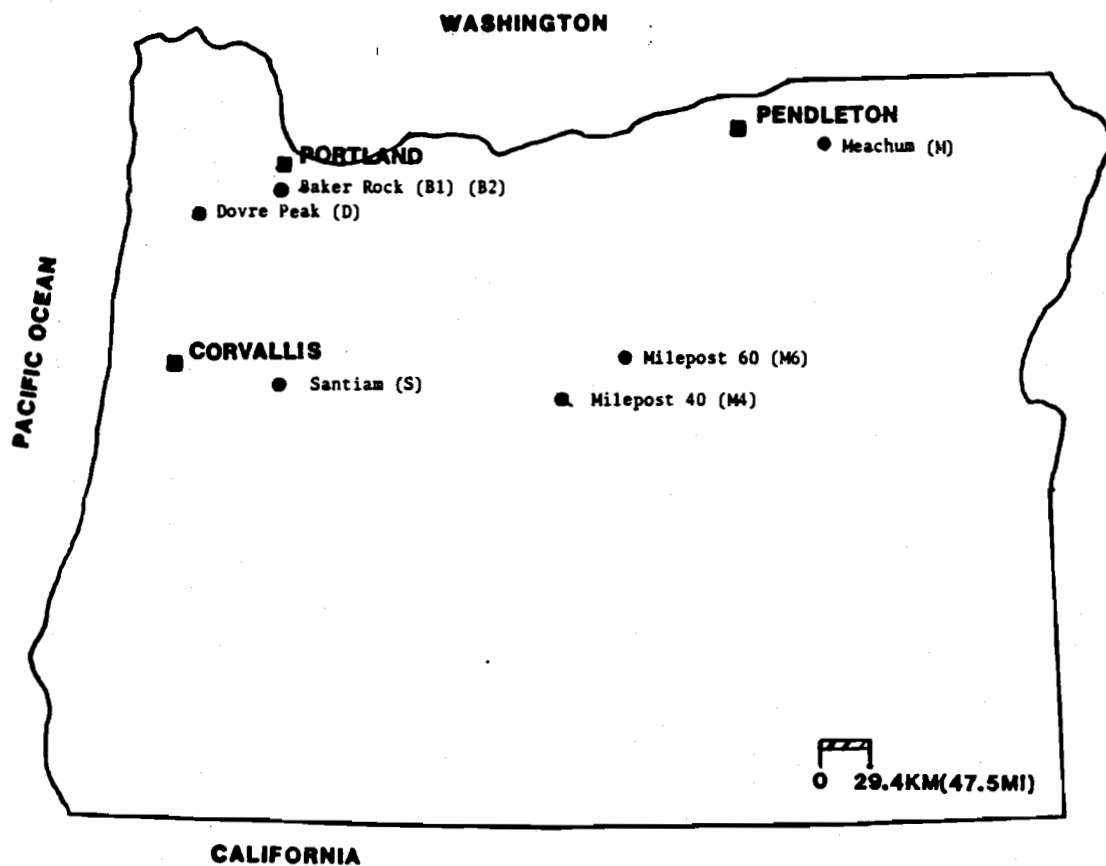 WASHINGTON
PENDLETON
Meachum (M)
PORTLAND
Baker Rock (B1) (B2)
Dovre Peak (D)
PACIFIC OCEAN
CORVALLIS
Milepost 60 (M6)
Santiam (S)
Milepost 40 (M4)
0 29.4KM(47.5MI)
CALIFORNIA